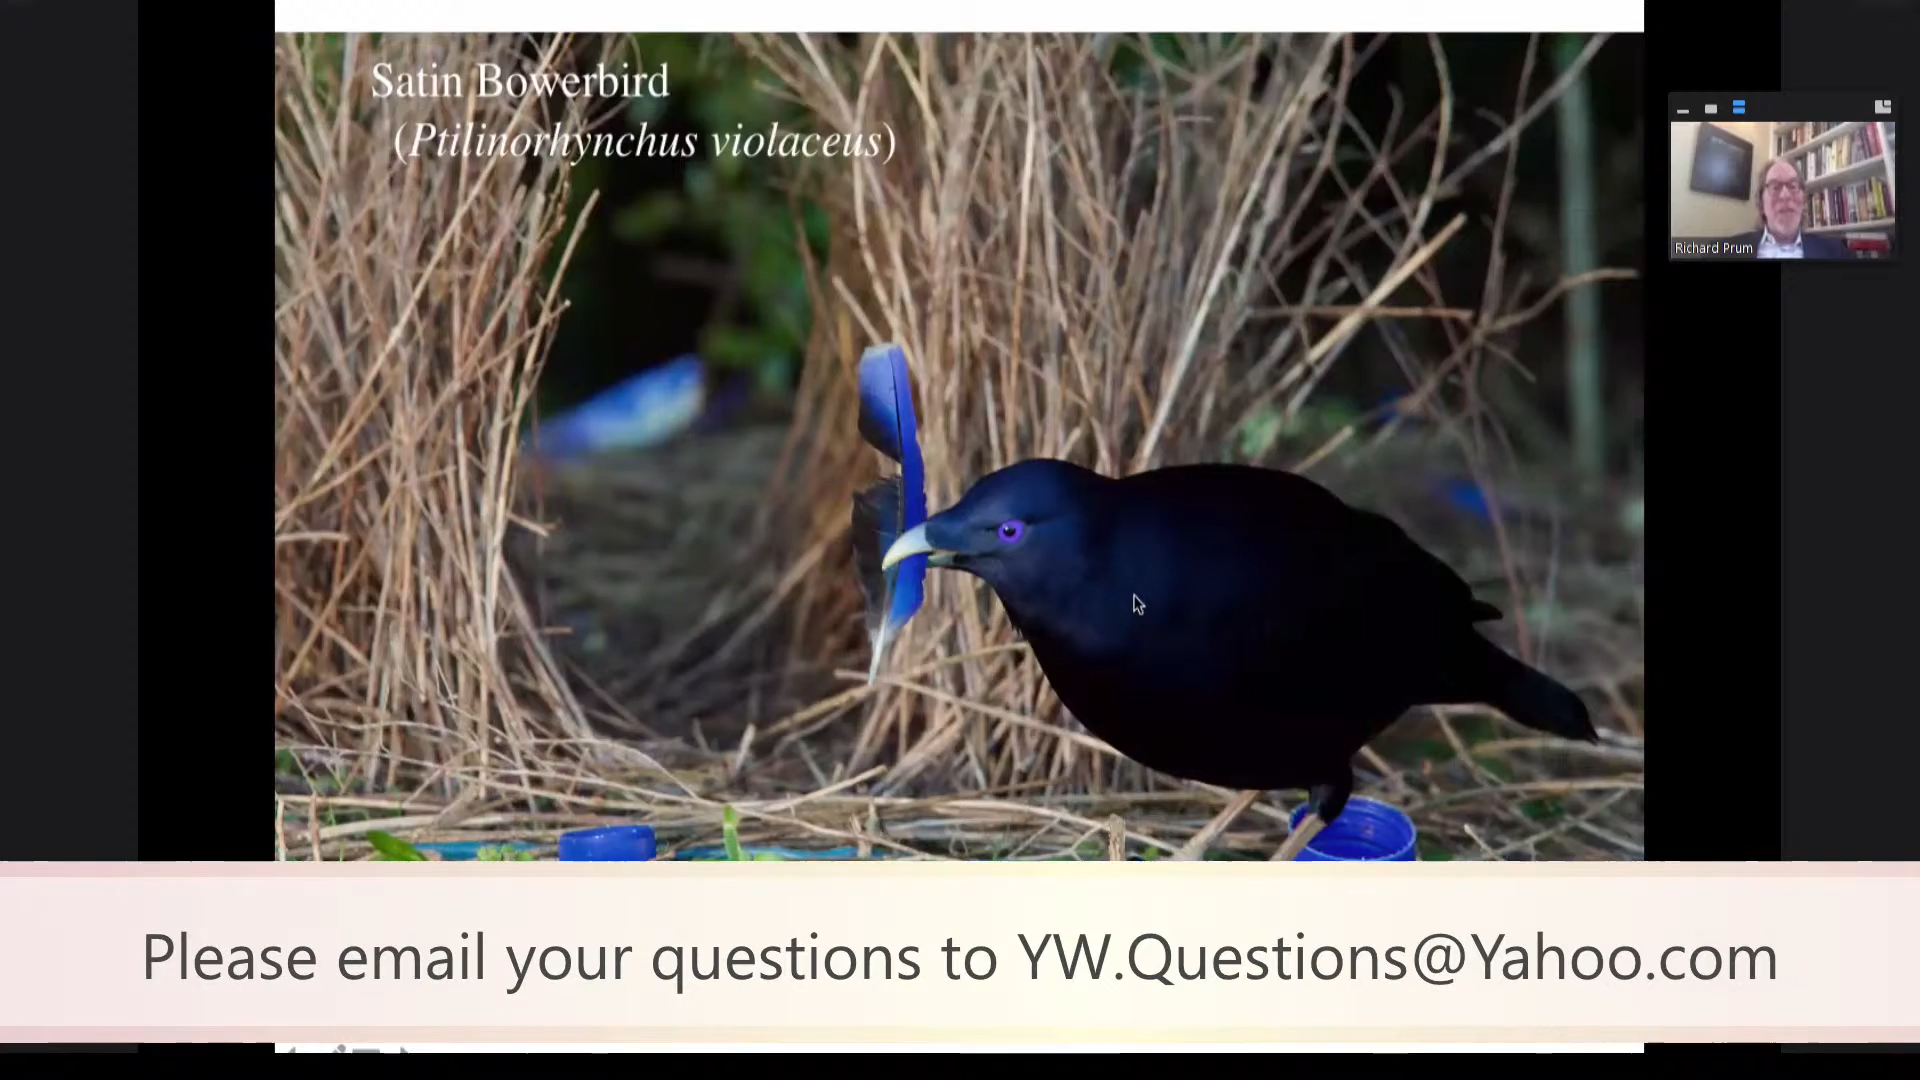 Satin Bowerbird
(Ptilinorhynchus violaceus)
Richard Prum
Please email your questions to YW.Questions@Yahoo.com